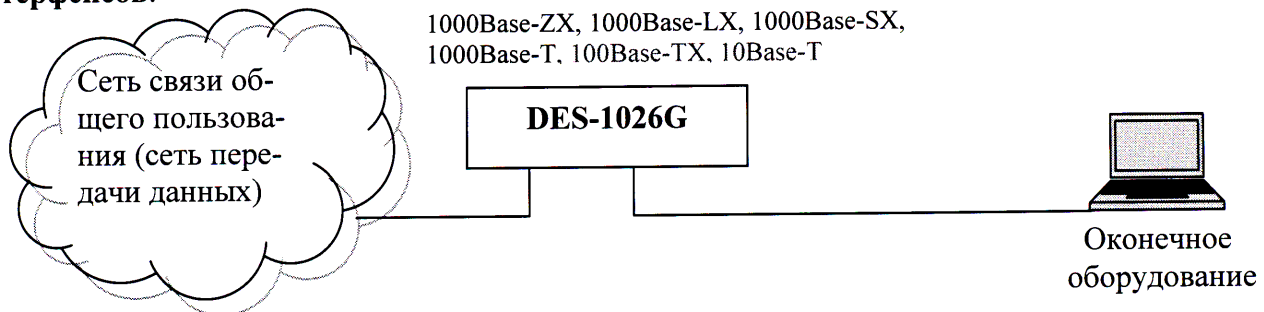 терфейсов.
1000Base-ZX, 1000Base-LX, 1000Base-SX,
1000Base-T, 100Base-TX, 10Base-T
Сеть связи об-
щего пользова-
ния (сеть пере-
дачи данных)
DES-1026G
Оконечное
оборудование